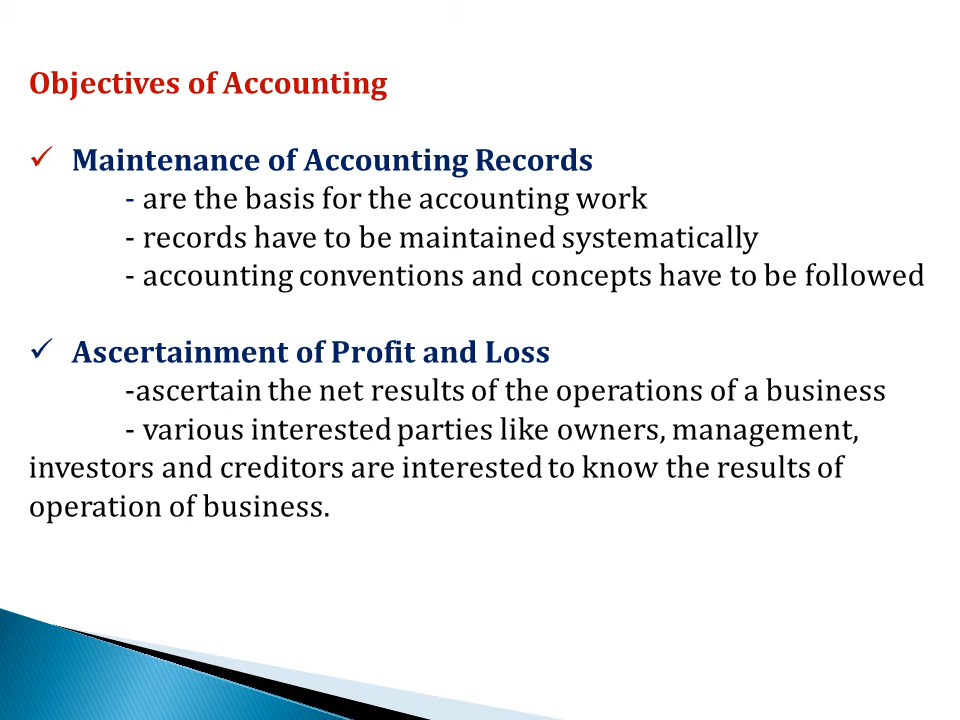 Objectives of Accounting
✓ Maintenance of Accounting Records
- are the basis for the accounting work
- records have to be maintained systematically
- accounting conventions and concepts have to be followed
✓ Ascertainment of Profit and Loss
-ascertain the net results of the operations of a business
- various interested parties like owners, management,
investors and creditors are interested to know the results of
operation of business.